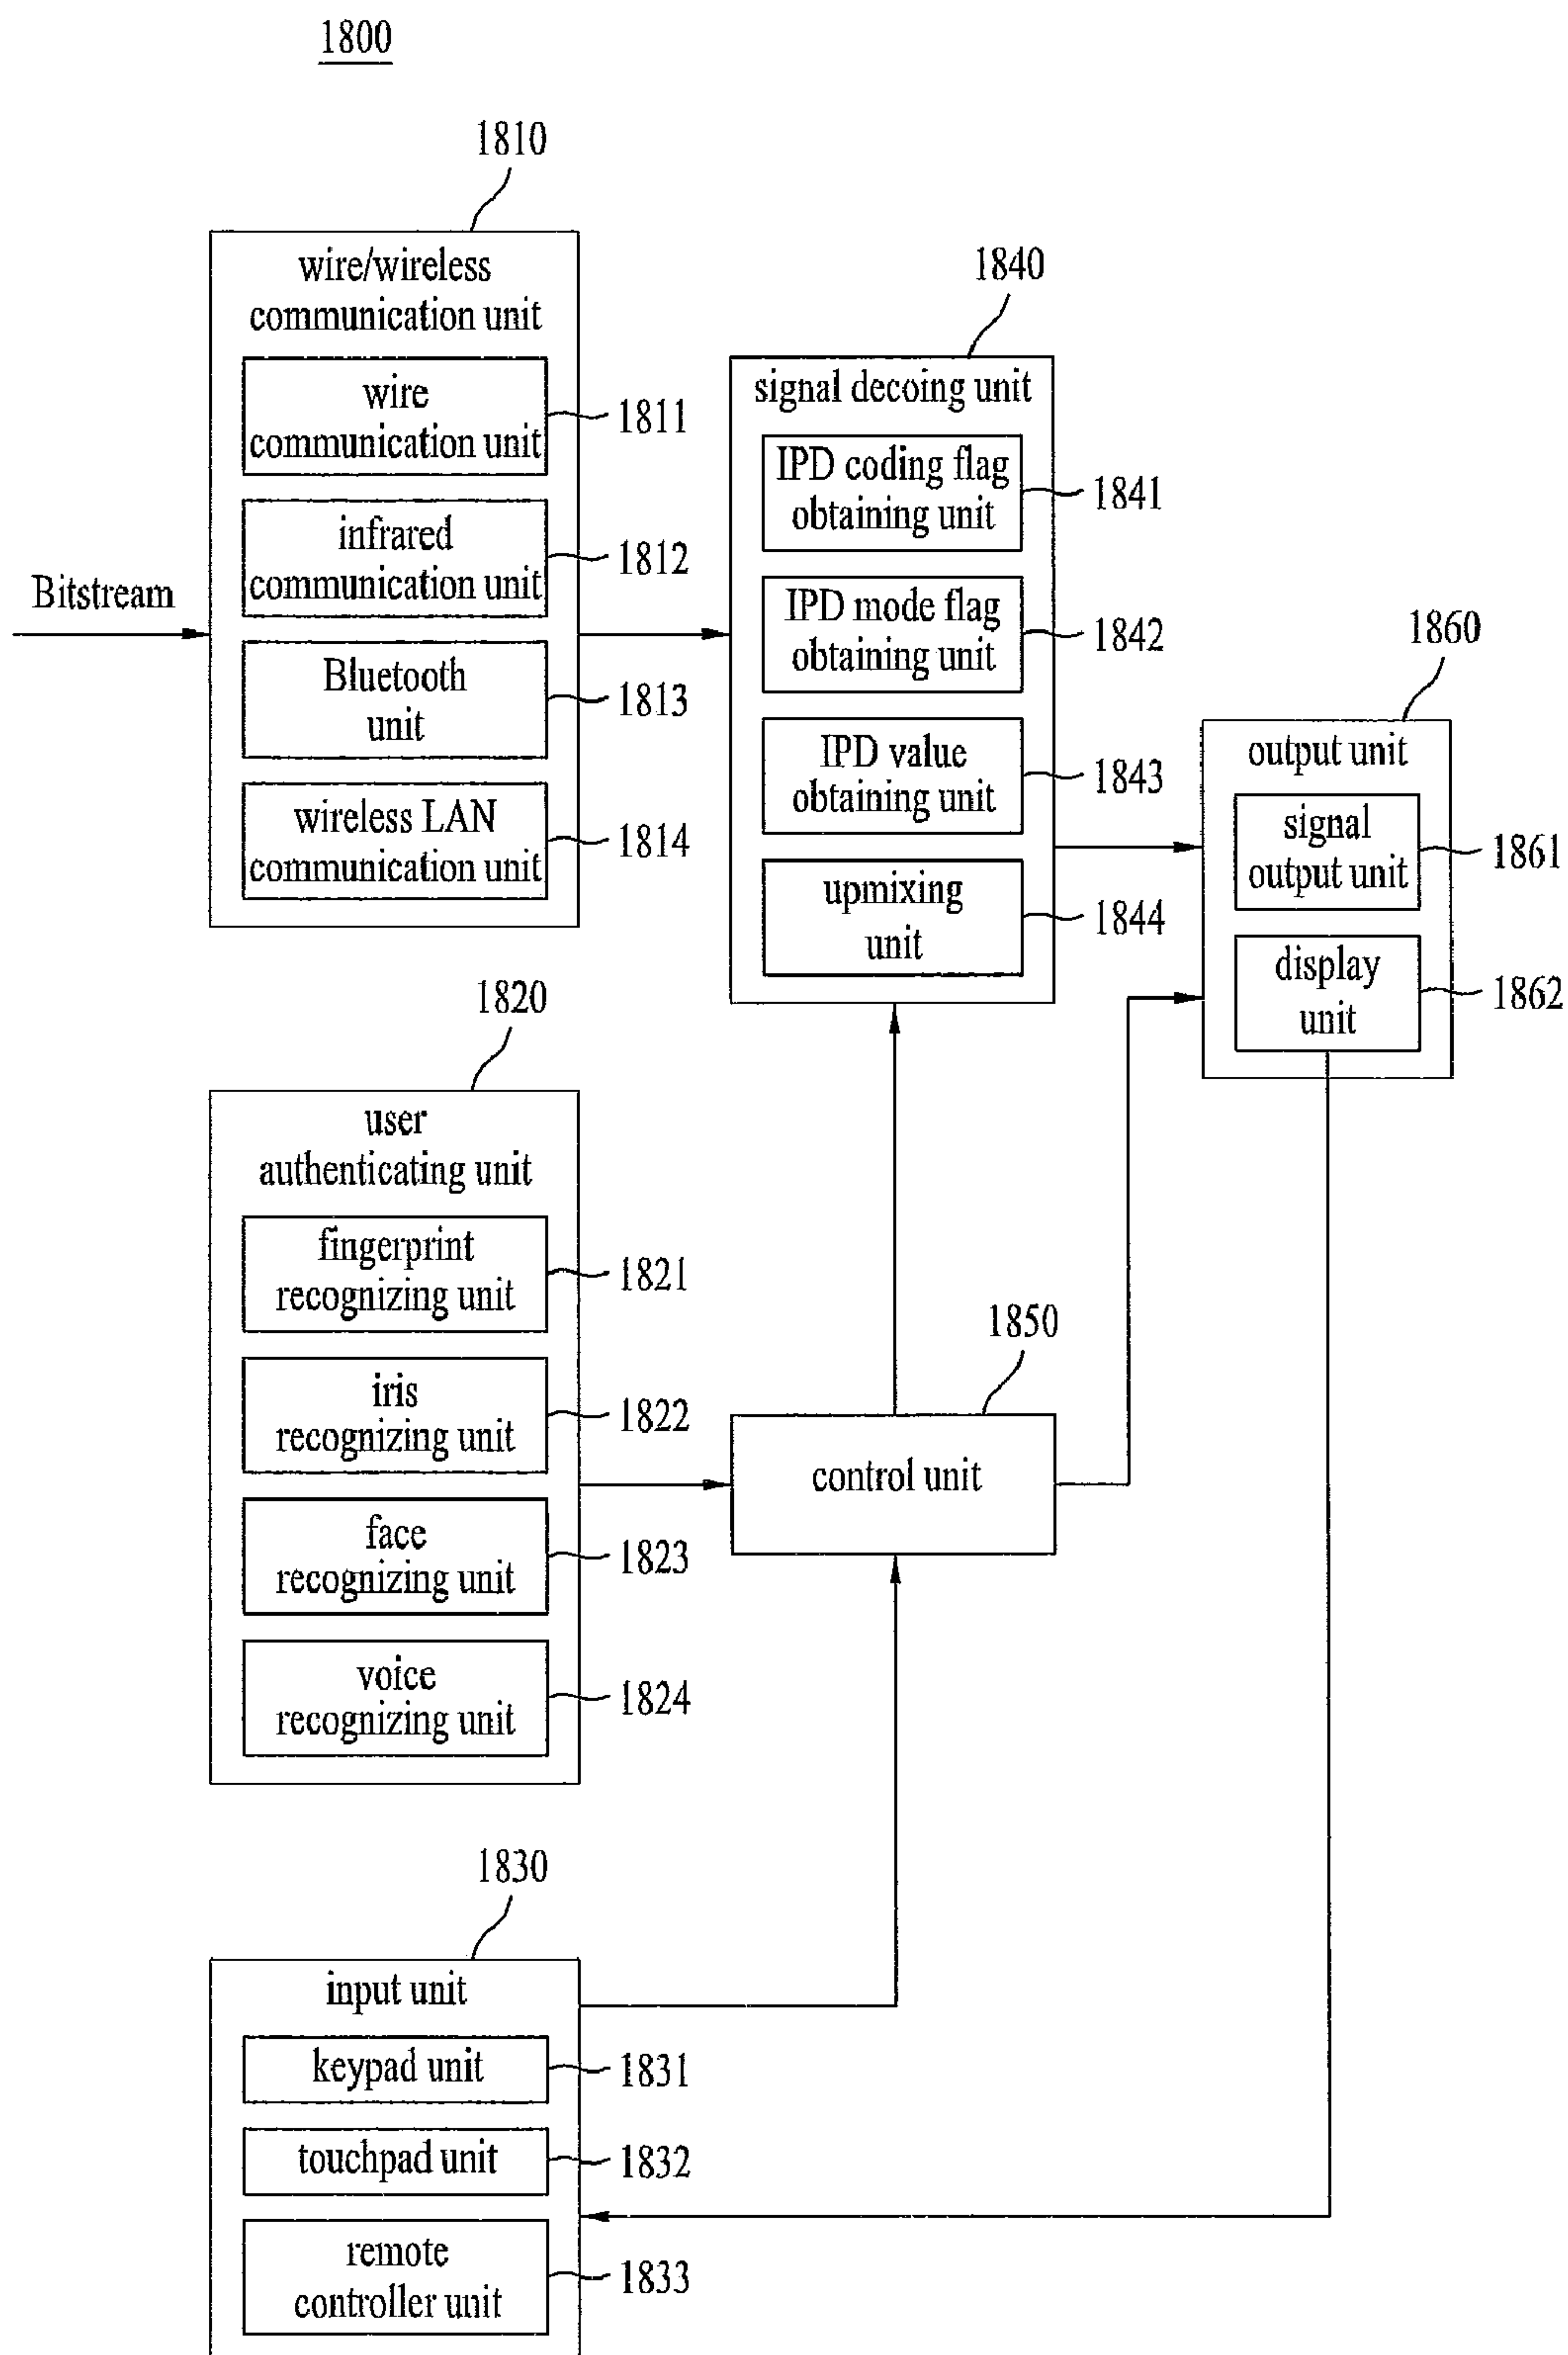 1800
1810
wire/wireless
communication unit
wire
communication unit
1811
infrared
communication unit
1812
Bluetooth
unit
1813
wireless LAN
communication unit
1814
Bitstream
1840
signal decoing unit
IPD coding flag
obtaining unit
1841
IPD mode flag
obtaining unit
1842
IPD value
obtaining unit
1843
upmixing
unit
1844
1860
output unit
signal
output unit
1861
display
unit
1862
1820
user
authenticating unit
fingerprint
recognizing unit
1821
iris
recognizing unit
1822
face
recognizing unit
1823
voice
recognizing unit
1824
1850
control unit
1830
input unit
keypad unit
1831
touchpad unit
1832
remote
controller unit
1833